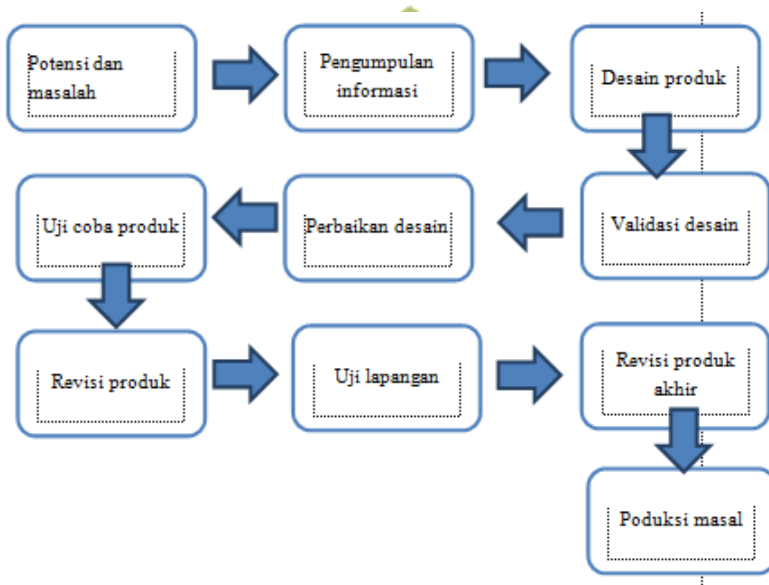 Potensi dan
masalah
Pengumpulan
informasi
Desain produk
Validasi desain
Perbaikan desain
Uji coba produk
Revisi produk
Uji lapangan
Revisi produk
akhir
Poduksi masal